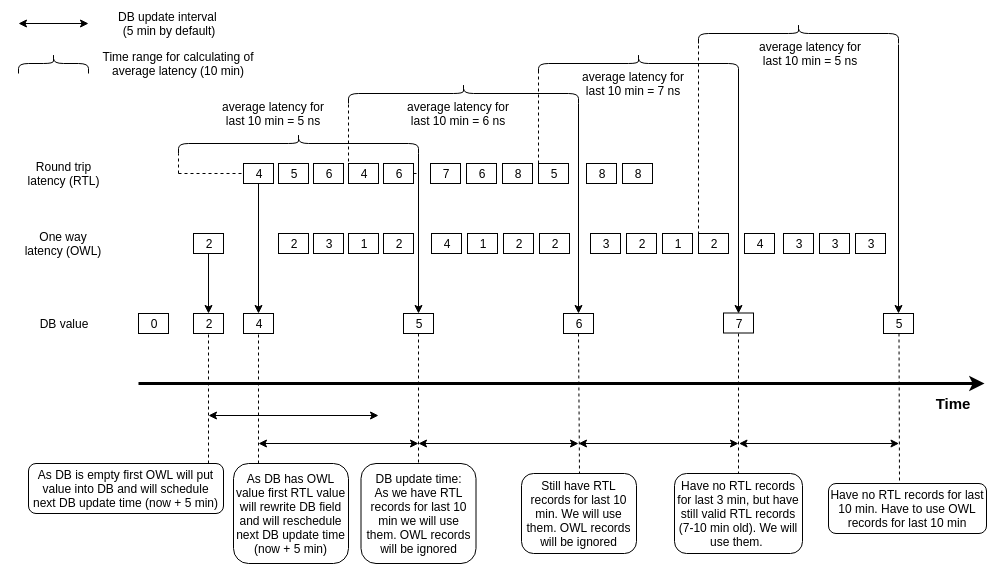 DB update interval
(5 min by default)
Time range for calculating of
average latency (10 min)
average latency for
last 10 min = 5 ns
average latency for
last 10 min = 6 ns
average latency for
last 10 min = 7 ns
average latency for
last 10 min = 5 ns
Round trip
latency (RTL)
4 5 6 4 6 7 6 8 5 8 8
One way
latency (OWL)
2 2 3 1 2 4 1 2 2 3 2 1 2 4 3 3 3
DB value
0 2 4 5 6 7 5
Time
As DB is empty first OWL will put
value into DB and will schedule
next DB update time (now + 5 min)
As DB has OWL
value first RTL value
will rewrite DB field
and will reschedule
next DB update time
(now + 5 min)
DB update time:
As we have RTL
records for last 10
min we will use
them. OWL records
will be ignored
Still have RTL
records for last 10
min. We will use
them. OWL records
will be ignored
Have no RTL records
for last 3 min, but have
still valid RTL records
(7-10 min old). We will
use them.
Have no RTL records for last
10 min. Have to use OWL
records for last 10 min